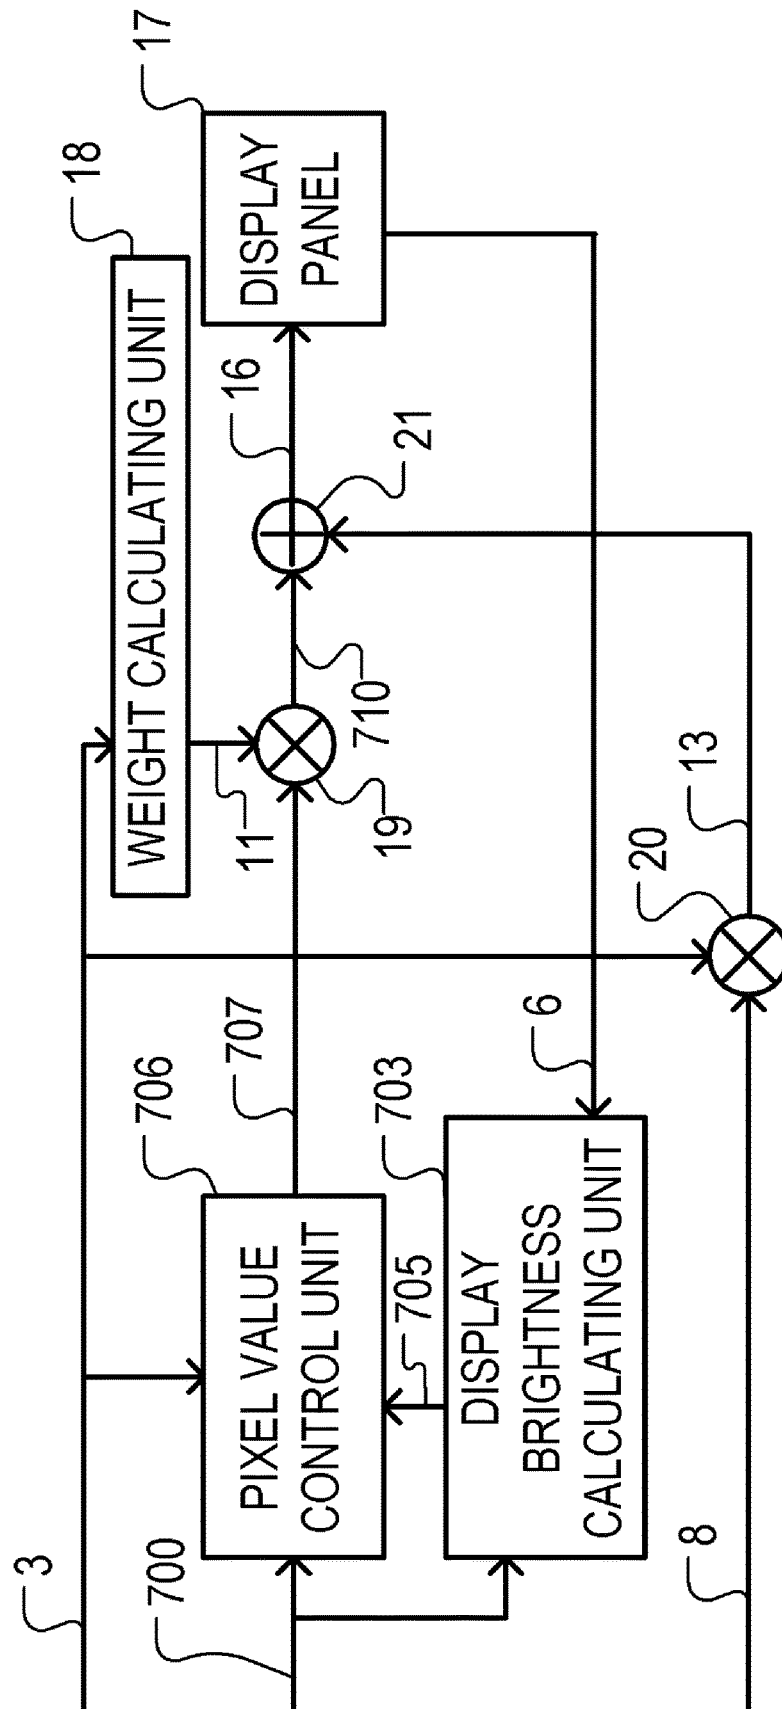 17
18
DISPLAY
PANEL
WEIGHT CALCULATING UNIT
16
21
11
19
710
13
20
707
706
6
703
PIXEL VALUE
CONTROL UNIT
705
DISPLAY
BRIGHTNESS
CALCULATING UNIT
3
700
8